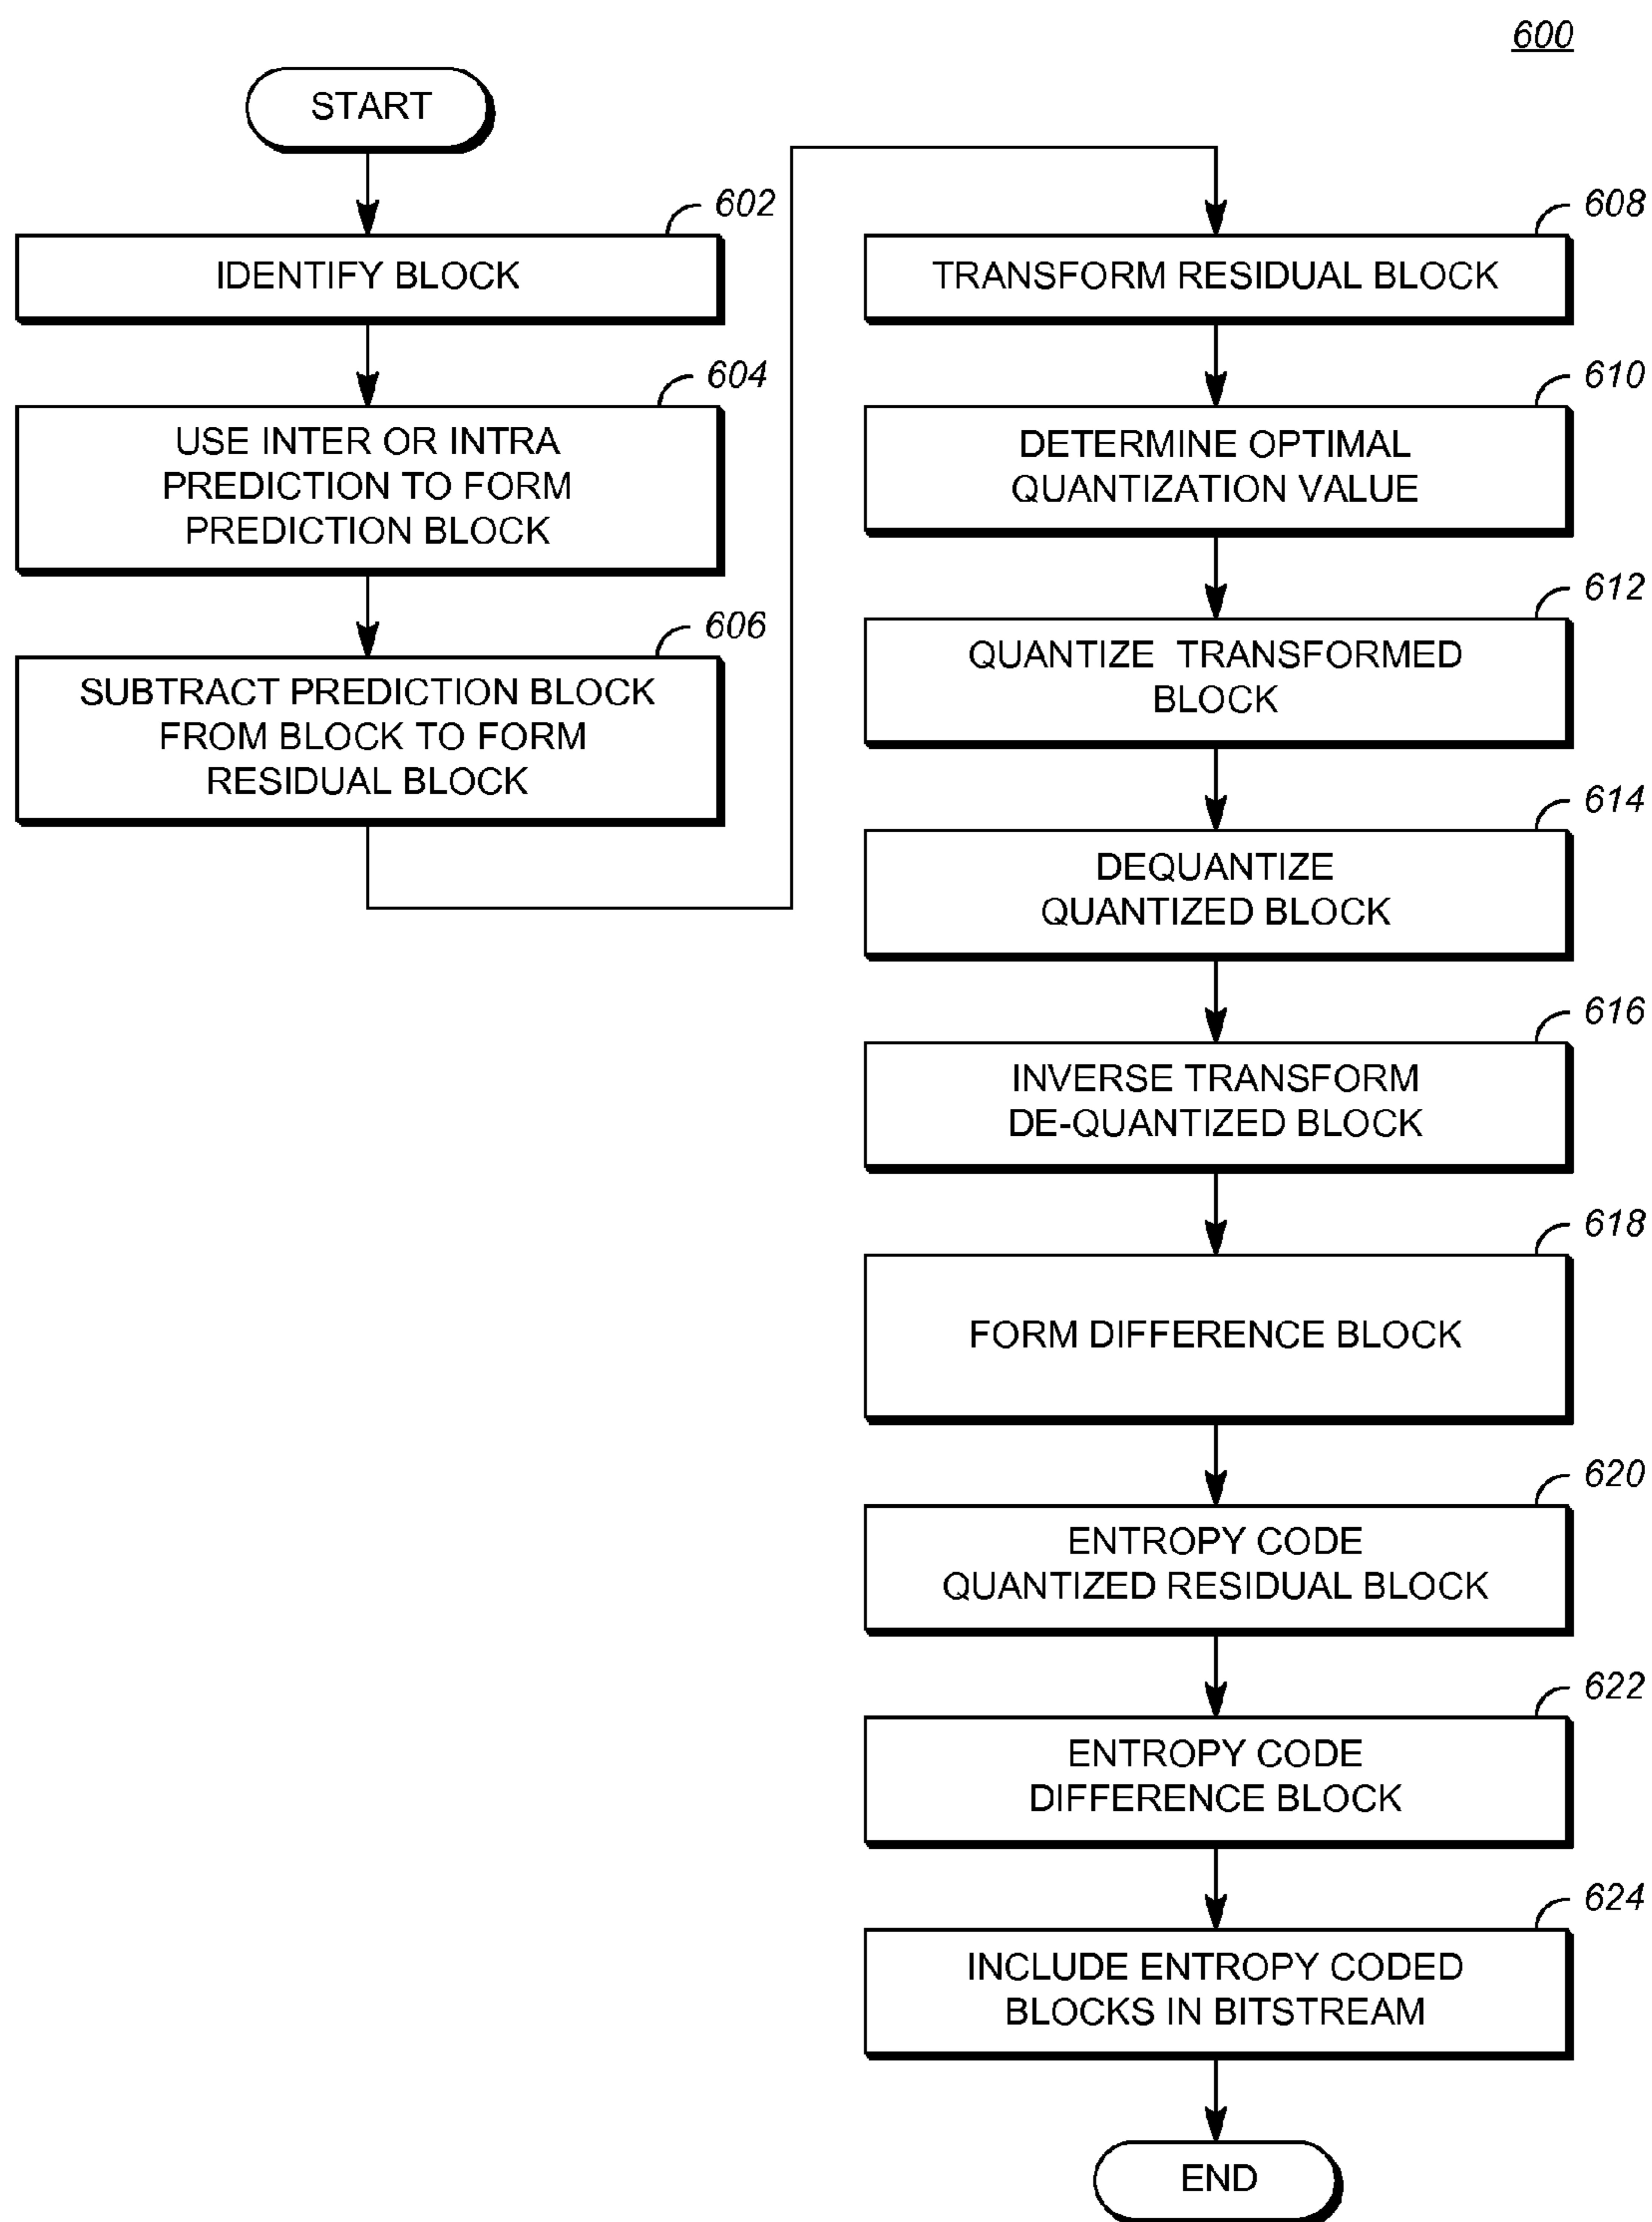 600
START
602
IDENTIFY BLOCK
604
USE INTER OR INTRA
PREDICTION TO FORM
PREDICTION BLOCK
606
SUBTRACT PREDICTION BLOCK
FROM BLOCK TO FORM
RESIDUAL BLOCK
608
TRANSFORM RESIDUAL BLOCK
610
DETERMINE OPTIMAL
QUANTIZATION VALUE
612
QUANTIZE TRANSFORMED
BLOCK
614
DEQUANTIZE
QUANTIZED BLOCK
616
INVERSE TRANSFORM
DE-QUANTIZED BLOCK
618
FORM DIFFERENCE BLOCK
620
ENTROPY CODE
QUANTIZED RESIDUAL BLOCK
622
ENTROPY CODE
DIFFERENCE BLOCK
624
INCLUDE ENTROPY CODED
BLOCKS IN BITSTREAM
END